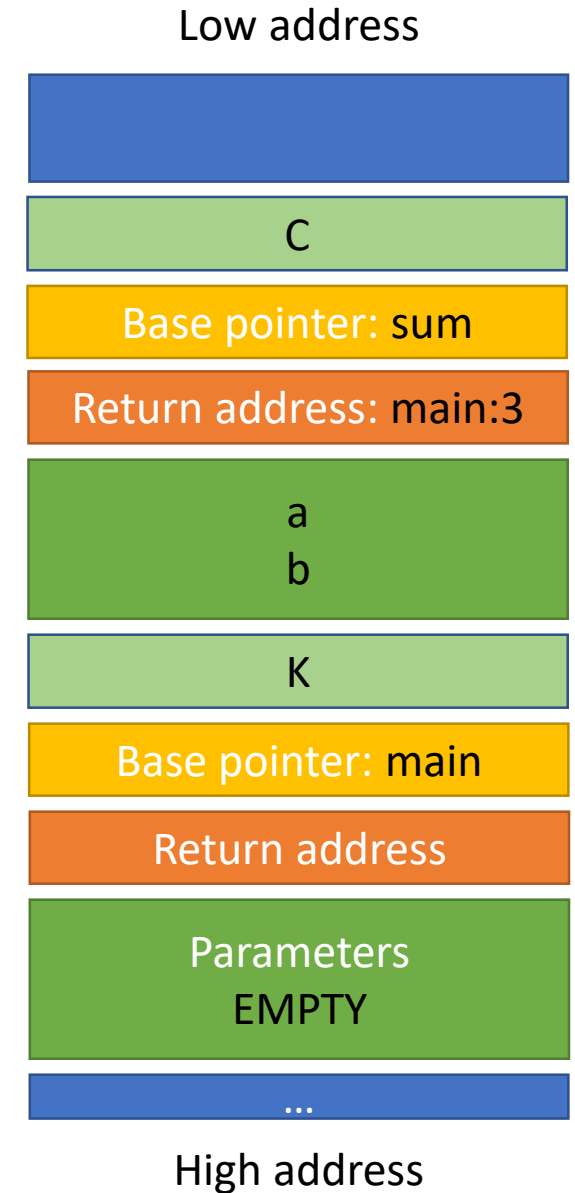 Low address
C
Base pointer: sum
Return address: main:3
a
b
K
Base pointer: main
Return address
Parameters
EMPTY
...
High address